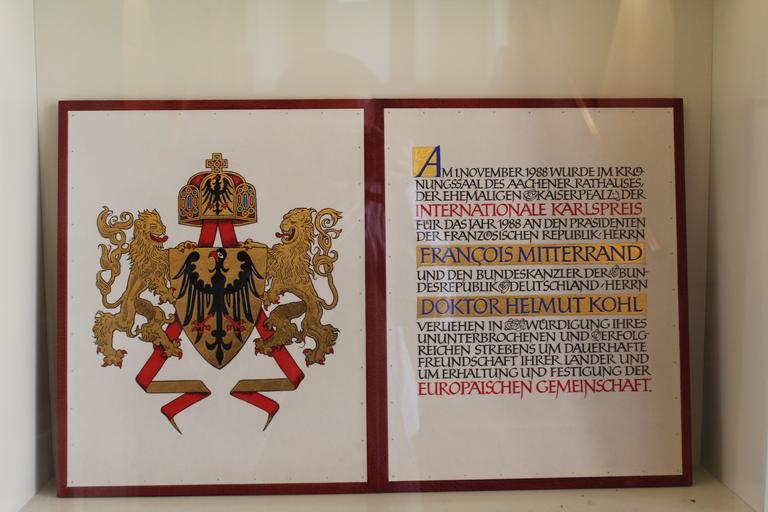 AM 1. NOVEMBER 1988 WURDE IM KRÖ-
NUNGSSAAL DES AACHENER RATHAUSES,
DER EHEMALIGEN KAISERPFALZ, DER
INTERNATIONALE KARLSPREIS
FÜR DAS JAHR 1988 AN DEN PRÄSIDENTEN
DER FRANZÖSISCHEN REPUBLIK, HERRN
FRANÇOIS MITTERRAND
UND DEN BUNDESKANZLER DER BUN-
DESREPUBLIK DEUTSCHLAND, HERRN
DOKTOR HELMUT KOHL
VERLIEHEN IN WÜRDIGUNG IHRES
UNUNTERBROCHENEN UND ERFOLG-
REICHEN STREBENS UM DAUERHAFTE
FREUNDSCHAFT IHRER LÄNDER UND
UM ERHALTUNG UND FESTIGUNG DER
EUROPÄISCHEN GEMEINSCHAFT.